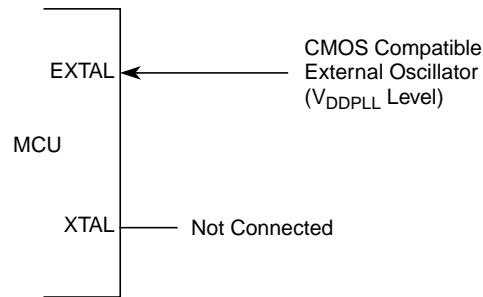 EXTAL
CMOS Compatible
External Oscillator
(VDDPLL Level)
MCU
XTAL
Not Connected